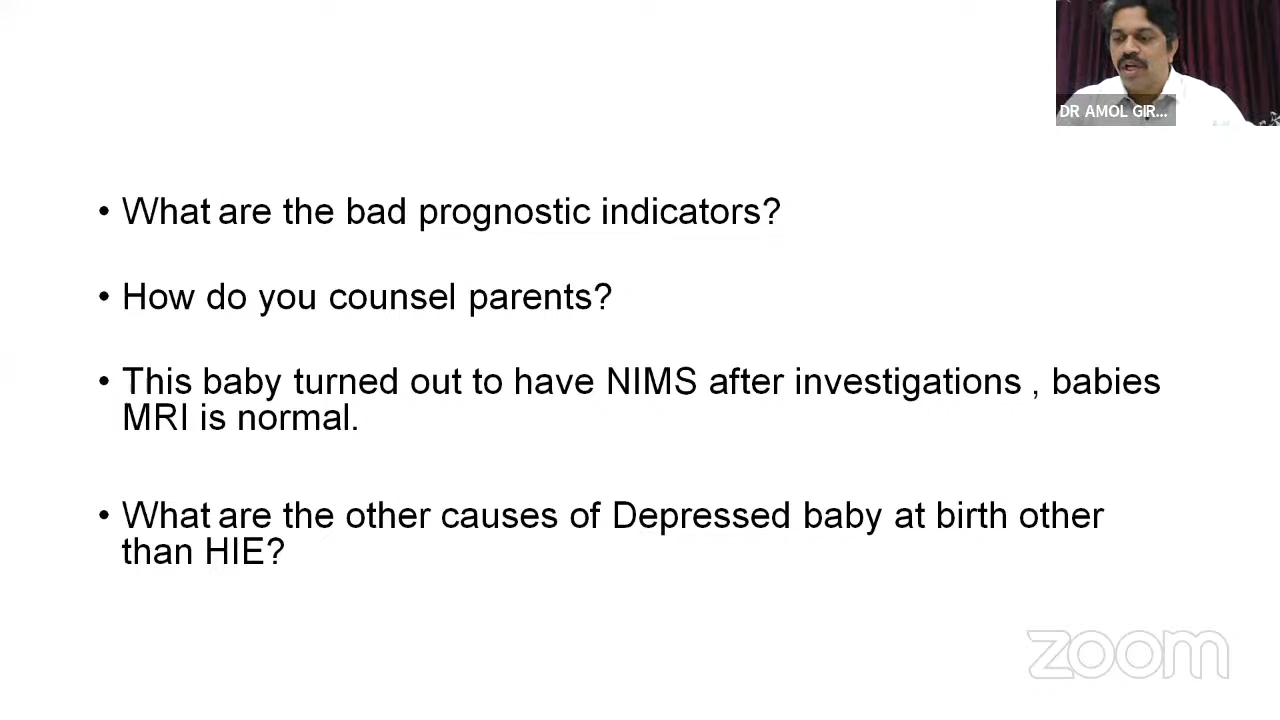 DR AMOL GIR...
• What are the bad prognostic indicators?
• How do you counsel parents?
• This baby turned out to have NIMS after investigations , babies
MRI is normal.
• What are the other causes of Depressed baby at birth other
than HIE?
zoom